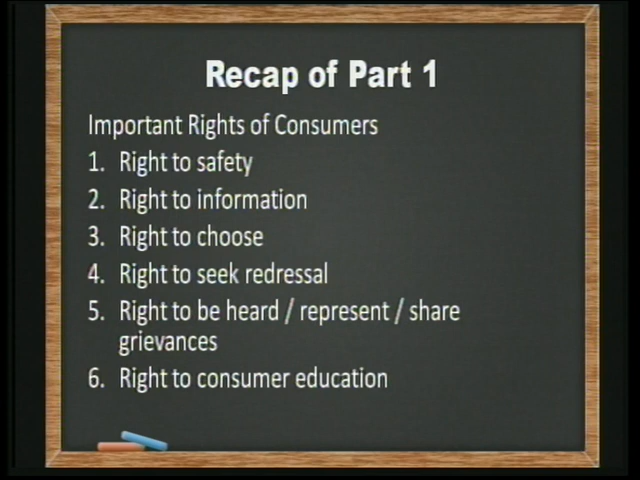 Recap of Part 1
Important Rights of Consumers
1. Right to safety
2. Right to information
3. Right to choose
4. Right to seek redressal
5. Right to be heard / represent / share
grievances
6. Right to consumer education